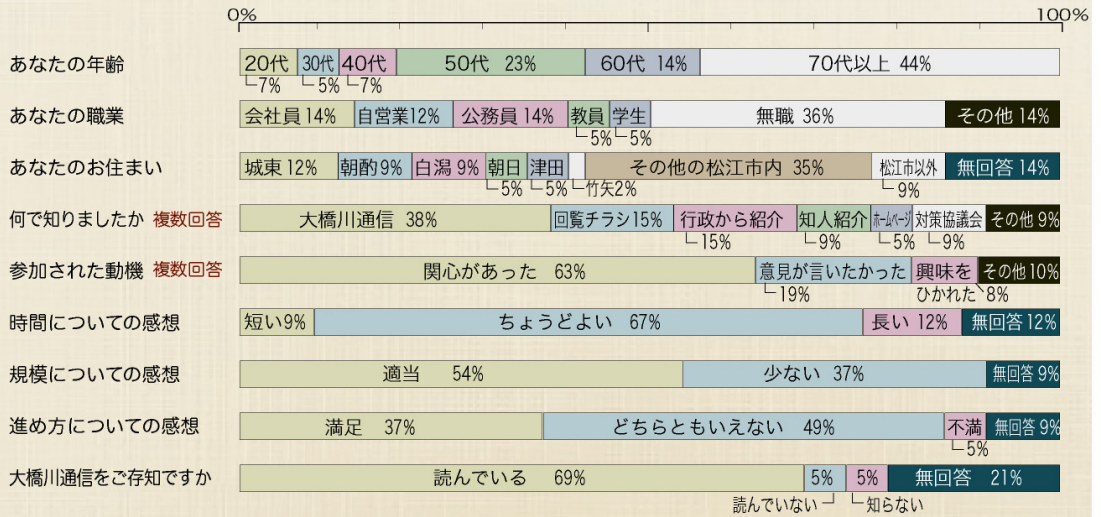 0% 100%
あなたの年齢 20代 30代 40代 50代 23% 60代 14% 70代以上 44%
7% 5% 7%
あなたの職業 会社員14% 自営業12% 公務員 14% 教員 学生 無職 36% その他 14%
5% 5%
あなたのお住まい 城東 12% 朝酌 9% 白潟 9% 朝日 津田 その他の松江市内 35% 松江市以外 無回答 14%
5% 5% 竹矢2% 9%
何で知りましたか 複数回答 大橋川通信 38% 回覧チラシ15% 行政から紹介 知人紹介 ホームページ 対策協議会 その他 9%
15% 9% 5% 9%
参加された動機 複数回答 関心があった 63% 意見が言いたかった 興味を その他10%
19% ひかれた 8%
時間についての感想 短い9% ちょうどよい 67% 長い 12% 無回答12%
規模についての感想 適当 54% 少ない 37% 無回答 9%
進め方についての感想 満足 37% どちらともいえない 49% 不満 無回答 9%
5%
大橋川通信をご存知ですか 読んでいる 69% 5% 5% 無回答 21%
読んでいない 知らない